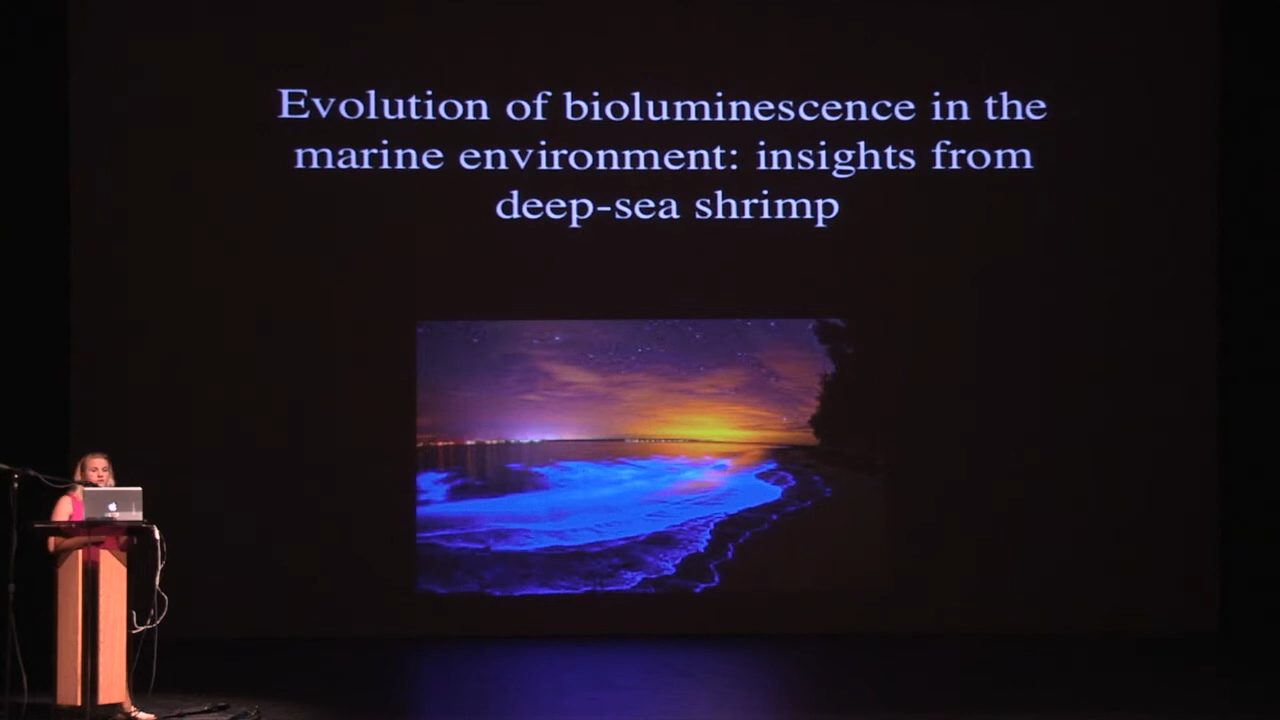 Evolution of bioluminescence in the
marine environment: insights from
deep-sea shrimp